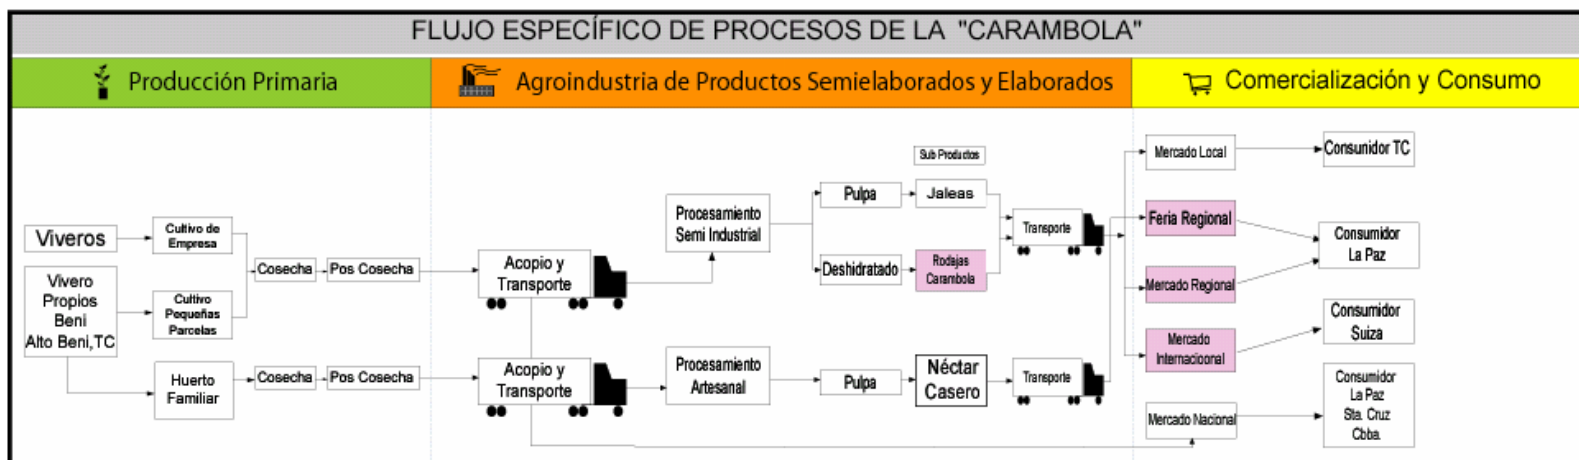 FLUJO ESPECÍFICO DE PROCESOS DE LA "CARAMBOLA"
Producción Primaria
Agroindustria de Productos Semielaborados y Elaborados
Comercialización y Consumo
Viveros
Vivero
Propios
Beni
Alto Beni,TC
Cultivo de
Empresa
Cultivo
Pequeñas
Parcelas
Huerto
Familiar
Cosecha
Pos Cosecha
Cosecha
Pos Cosecha
Acopio y
Transporte
Acopio y
Transporte
Procesamiento
Semi Industrial
Procesamiento
Artesanal
Sub Productos
Pulpa
Jaleas
Deshidratado
Rodajas
Carambola
Pulpa
Néctar
Casero
Transporte
Transporte
Mercado Local
Feria Regional
Mercado Regional
Mercado
Internacioonal
Mercado Nacional
Consunidor TC
Consumidor
La Paz
Consumidor
Suiza
Consumidor
La Paz
Sta. Cruz
Cbba.